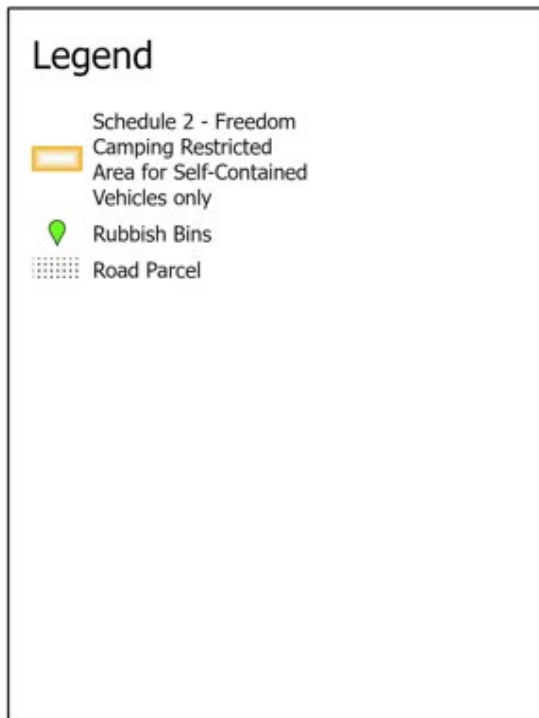 Legend
Schedule 2 - Freedom
Camping Restricted
Area for Self-Contained
Vehicles only
Rubbish Bins
Road Parcel